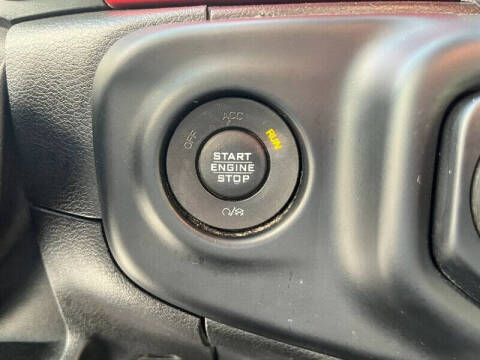 OFF
ACC
RUN
START
ENGINE
STOP